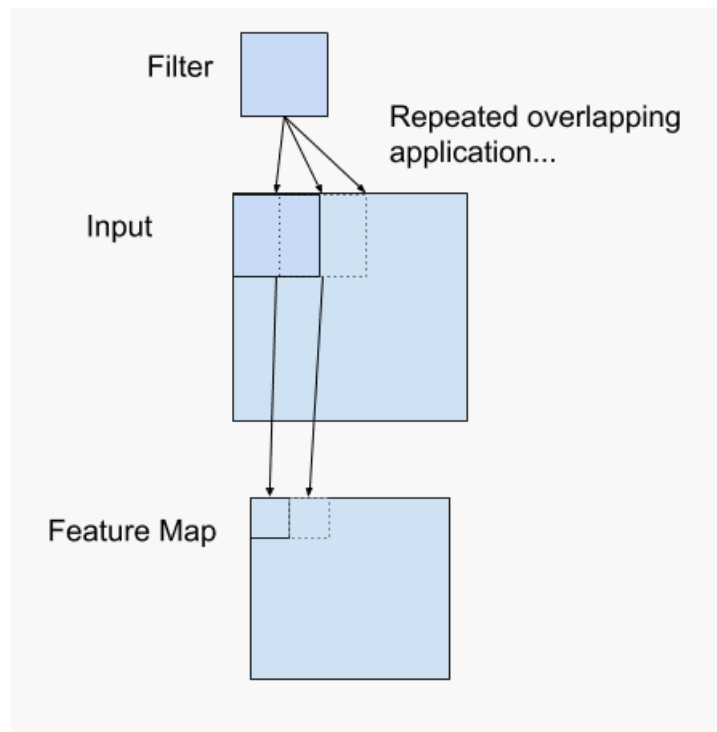 Filter
Repeated overlapping
application...
Input
Feature Map